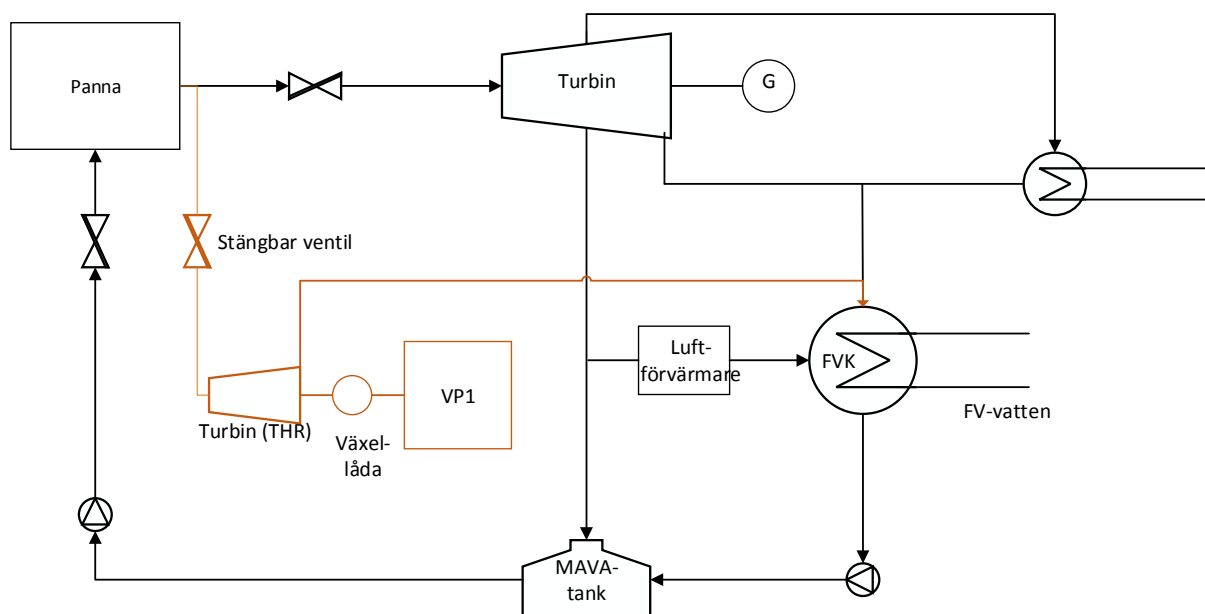 Panna
Turbin
G
Stängbar ventil
Luft-
förvärmare
FVK
VP1
FV-vatten
Turbin (THR)
Växel-
låda
MAVA-
tank